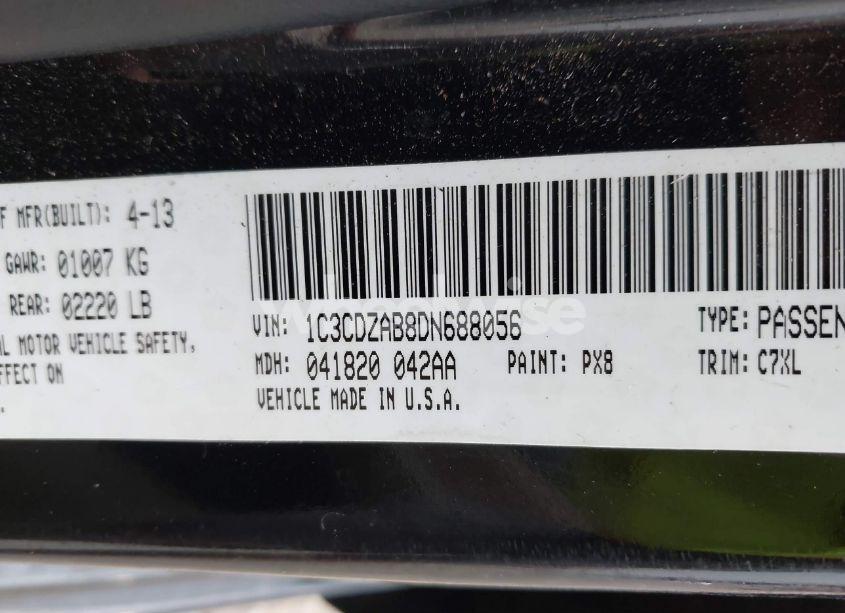 F MFR(BUILT): 4-13
GAWR: 01007 KG
REAR: 02220 LB
L MOTOR VEHICLE SAFETY,
FFECT ON
VIN: 1C3CDZAB8DN688056
MDH: 041820 042AA PAINT: PX8
VEHICLE MADE IN U.S.A.
TYPE: PASSEN
TRIM: C7XL